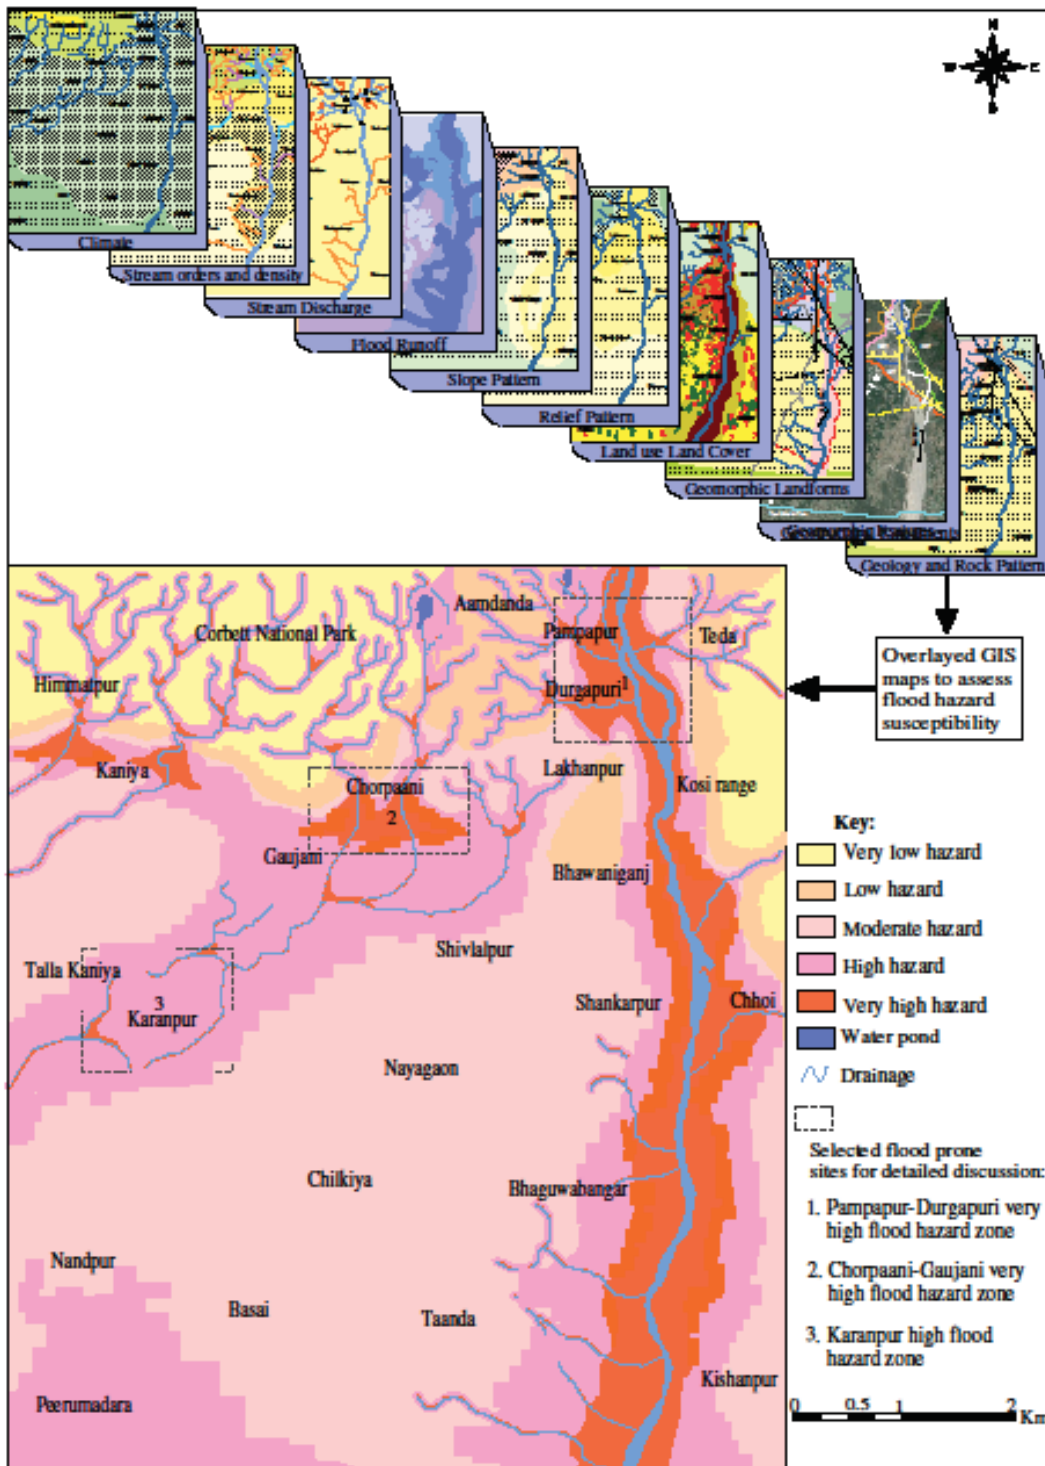 N
W E
S
Climate
Stream orders and density
Stream Discharge
Flood Runoff
Slope Pattern
Relief Pattern
Land use Land Cover
Geomorphic Landforms
Geomorphic
Geology and Rock Pattern
Overlayed GIS
maps to assess
flood hazard
susceptibility
Aamdanda
Corbett National Park
Pampapur
Teda
Himmatpur
Durgapuri 1
Kaniya
Lakhanpur
Kosi range
Chorpaani
2
Gaujani
Bhawaniganj
Shivlalpur
Talla Kaniya
3
Karanpur
Shankarpur
Chhoi
Nayagaon
Chilkiya
Bhaguwabangar
Nandpur
Basai
Taanda
Kishanpur
Peerumadara
Key:
Very low hazard
Low hazard
Moderate hazard
High hazard
Very high hazard
Water pond
Drainage
Selected flood prone
sites for detailed discussion:
1. Pampapur-Durgapuri very
high flood hazard zone
2. Chorpaani-Gaujani very
high flood hazard zone
3. Karanpur high flood
hazard zone
0 0.5 1 2
Km